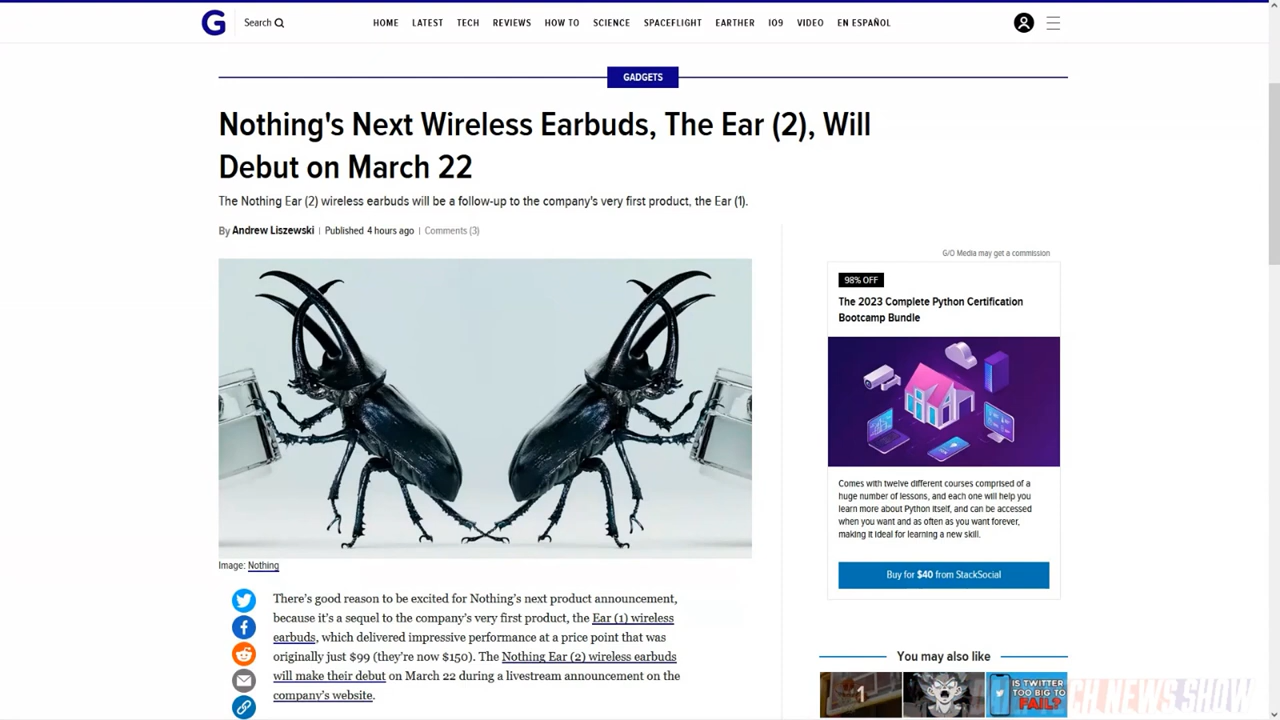 G
Search
HOME LATEST TECH REVIEWS HOW TO SCIENCE SPACEFLIGHT EARTHER IO9 VIDEO EN ESPAÑOL
GADGETS
Nothing's Next Wireless Earbuds, The Ear (2), Will
Debut on March 22
The Nothing Ear (2) wireless earbuds will be a follow-up to the company's very first product, the Ear (1).
By Andrew Liszewski | Published 4 hours ago | Comments (3)
Image: Nothing
There's good reason to be excited for Nothing's next product announcement,
because it's a sequel to the company's very first product, the Ear (1) wireless
earbuds, which delivered impressive performance at a price point that was
originally just $99 (they're now $150). The Nothing Ear (2) wireless earbuds
will make their debut on March 22 during a livestream announcement on the
company's website.
G/O Media may get a commission
98% OFF
The 2023 Complete Python Certification
Bootcamp Bundle
Comes with twelve different courses comprised of a
huge number of lessons, and each one will help you
learn more about Python itself, and can be accessed
when you want and as often as you want forever,
making it ideal for learning a new skill.
Buy for $40 from StackSocial
You may also like
1
IS TWITTER
TOO BIG TO
FAIL?
TECH NEWS SHOW